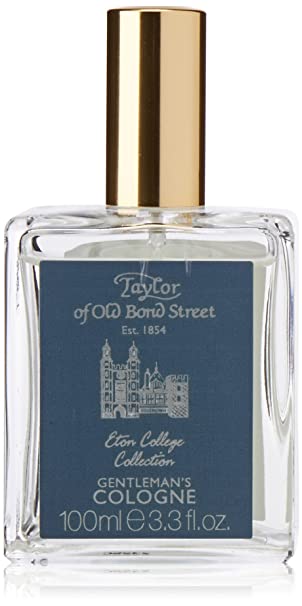 Taylor
of Old Bond Street
Est. 1854
Eton College
Collection
GENTLEMAN'S
COLOGNE
100ml ℮ 3.3 fl.oz.